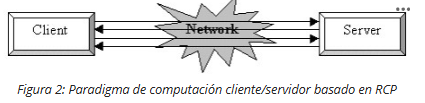 Client
Network
Server
Figura 2: Paradigma de computación cliente/servidor basado en RCP